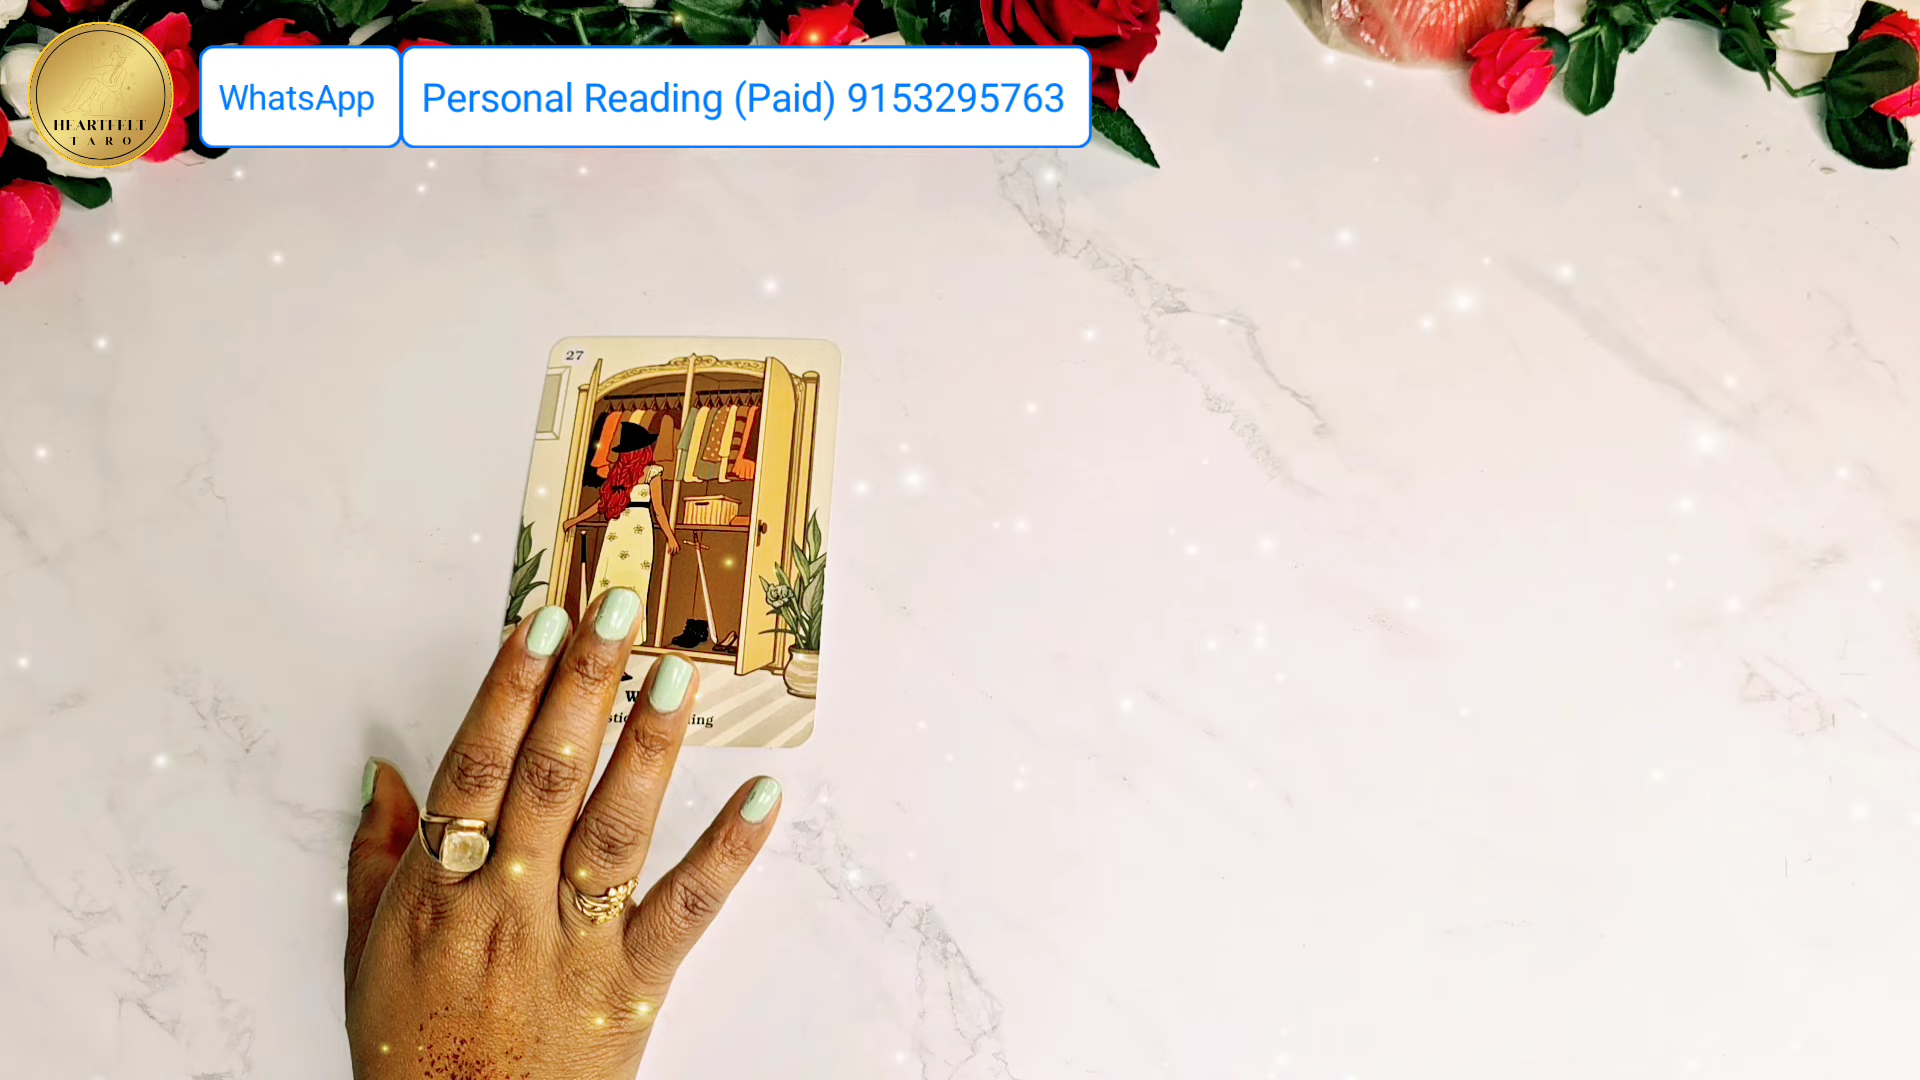 HEARTFELT
TARO
WhatsApp
Personal Reading (Paid) 9153295763
27